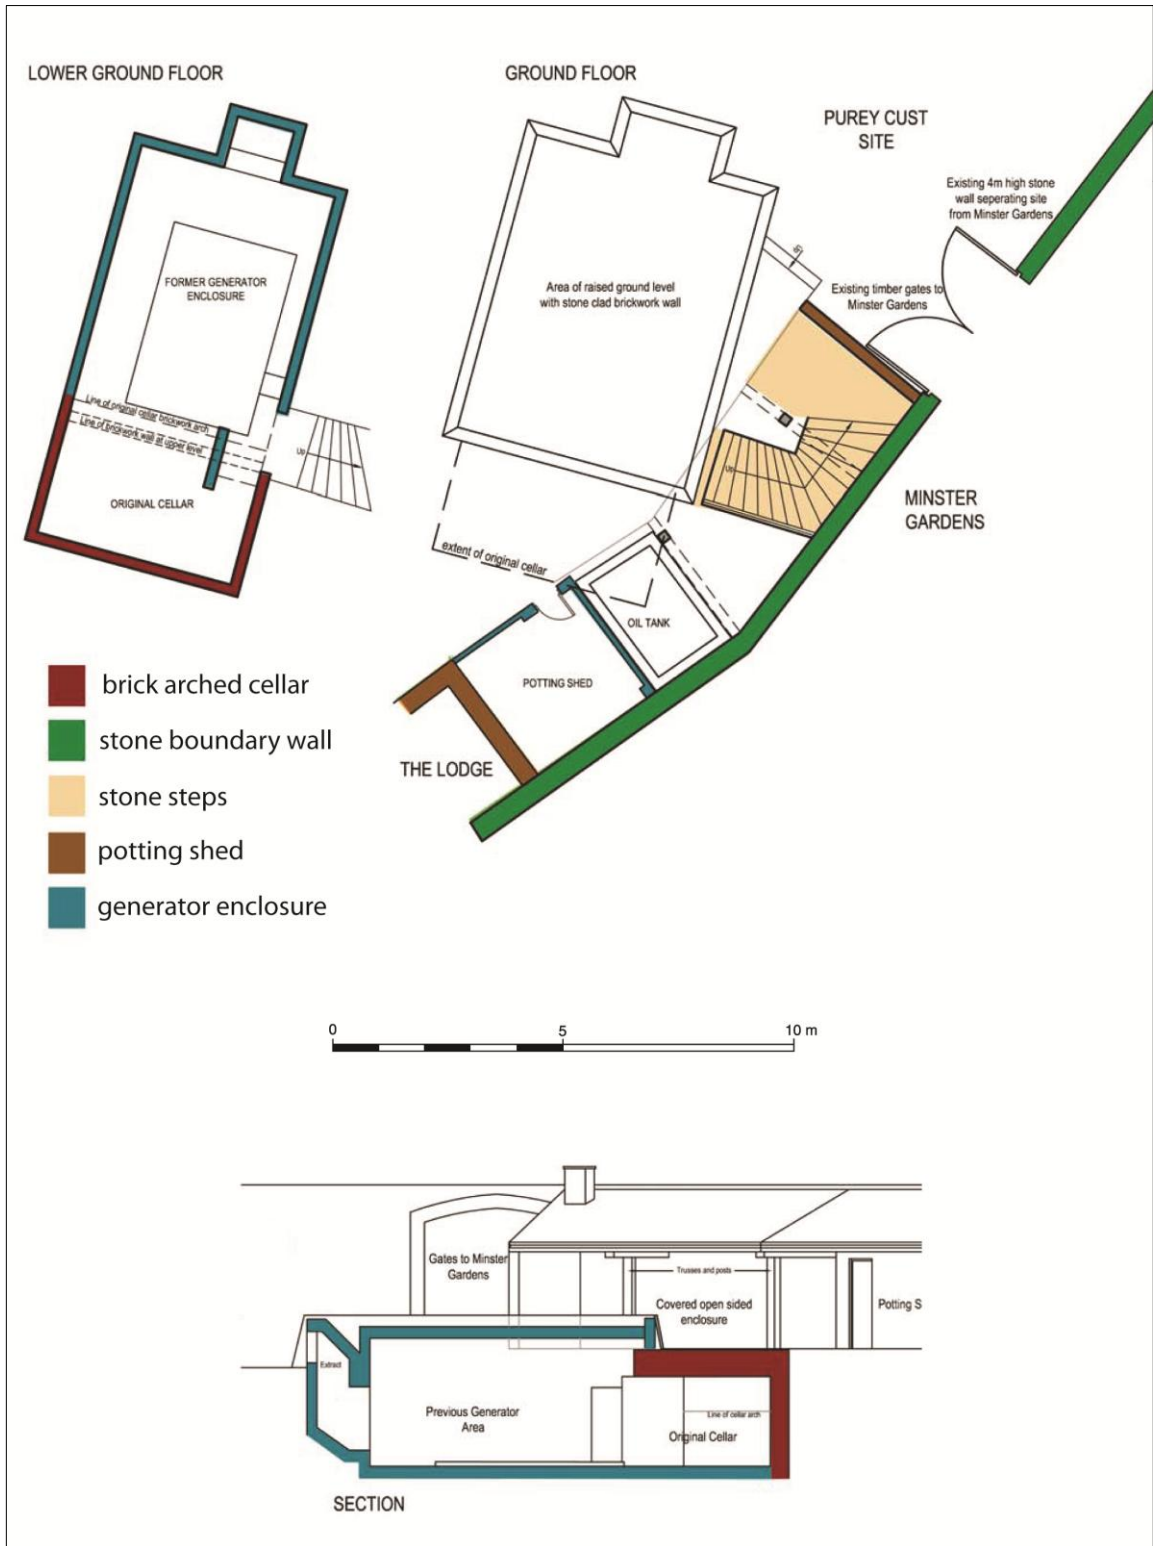 LOWER GROUND FLOOR
FORMER GENERATOR
ENCLOSURE
Line of original cellar brickwork arch
Line of brickwork wall at upper level
Up
ORIGINAL CELLAR
GROUND FLOOR
PUREY CUST
SITE
Existing 4m high stone
wall seperating site
from Minster Gardens
Area of raised ground level
with stone clad brickwork wall
Existing timber gates to
Minster Gardens
Up
MINSTER
GARDENS
extent of original cellar
OIL TANK
POTTING SHED
THE LODGE
brick arched cellar
stone boundary wall
stone steps
potting shed
generator enclosure
0 5 10 m
Gates to Minster
Gardens
Trusses and posts
Covered open sided
enclosure
Potting S
Extract
Previous Generator
Area
Line of cellar arch
Original Cellar
SECTION